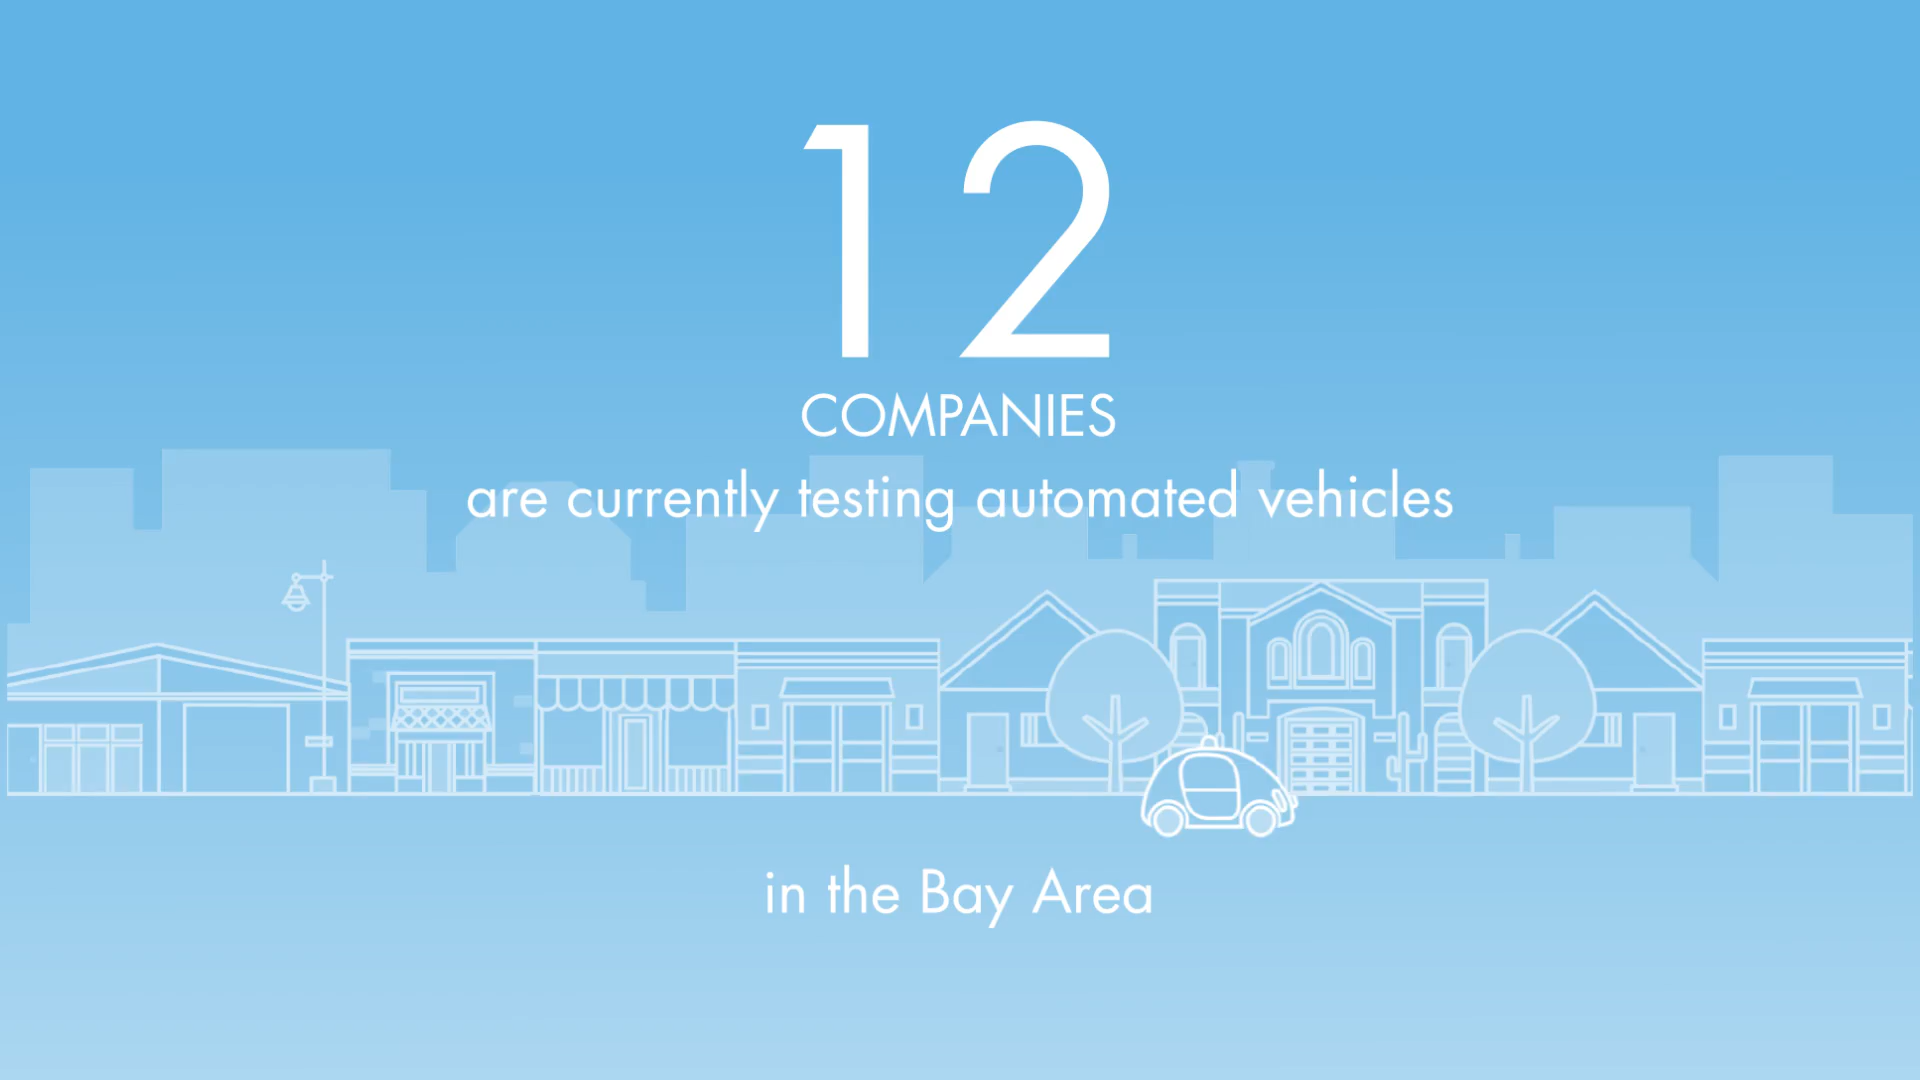 12
COMPANIES
are currently testing automated vehicles
in the Bay Area